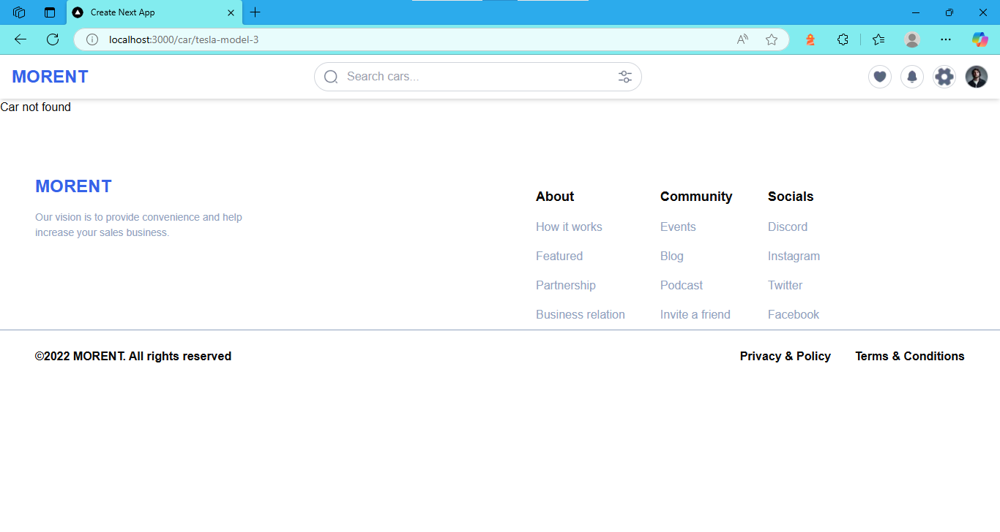 Create Next App
localhost:3000/car/tesla-model-3
MORENT
Search cars...
Car not found
MORENT
Our vision is to provide convenience and help
increase your sales business.
About
How it works
Featured
Partnership
Business relation
Community
Events
Blog
Podcast
Invite a friend
Socials
Discord
Instagram
Twitter
Facebook
©2022 MORENT. All rights reserved
Privacy & Policy
Terms & Conditions